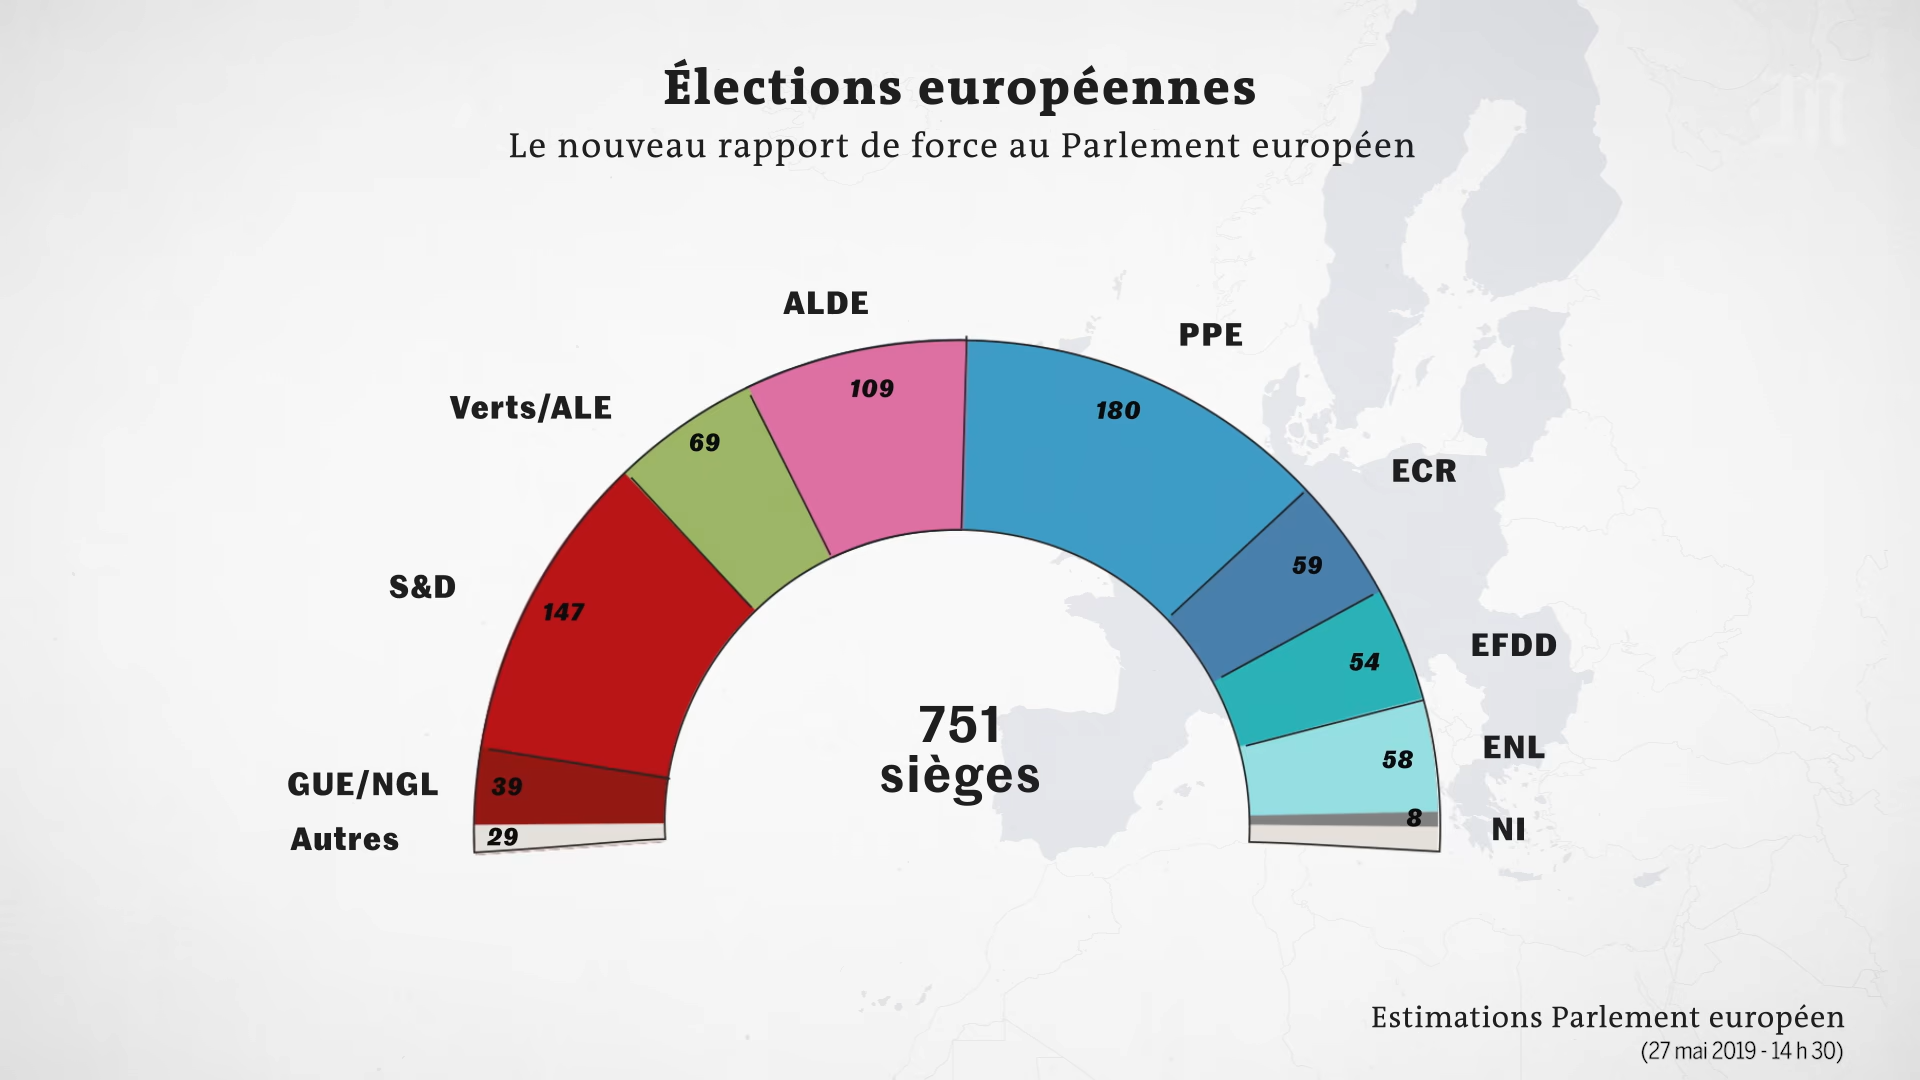 Élections européennes
Le nouveau rapport de force au Parlement européen
m
ALDE
PPE
109
180
Verts/ALE
69
ECR
59
S&D
147
EFDD
54
751
sièges
ENL
58
GUE/NGL
39
8
NI
Autres
29
Estimations Parlement européen
(27 mai 2019 - 14 h 30)